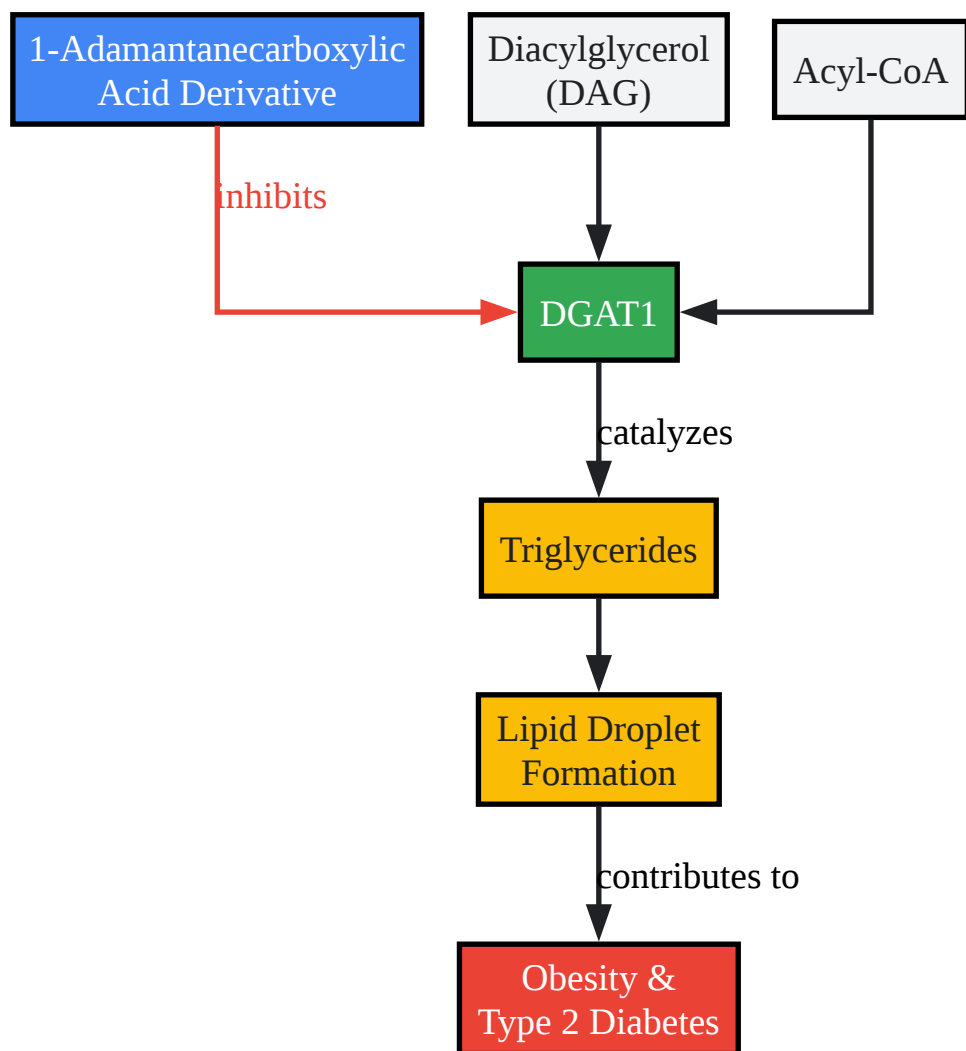 1-Adamantanecarboxylic
Acid Derivative
Diacylglycerol
(DAG)
Acyl-CoA
inhibits
DGAT1
catalyzes
Triglycerides
Lipid Droplet
Formation
contributes to
Obesity &
Type 2 Diabetes